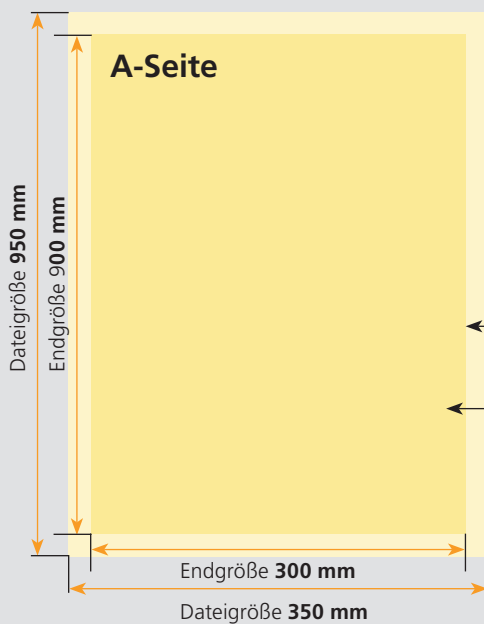 A-Seite
Dateigröße 950 mm
Endgröße 900 mm
Endgröße 300 mm
Dateigröße 350 mm